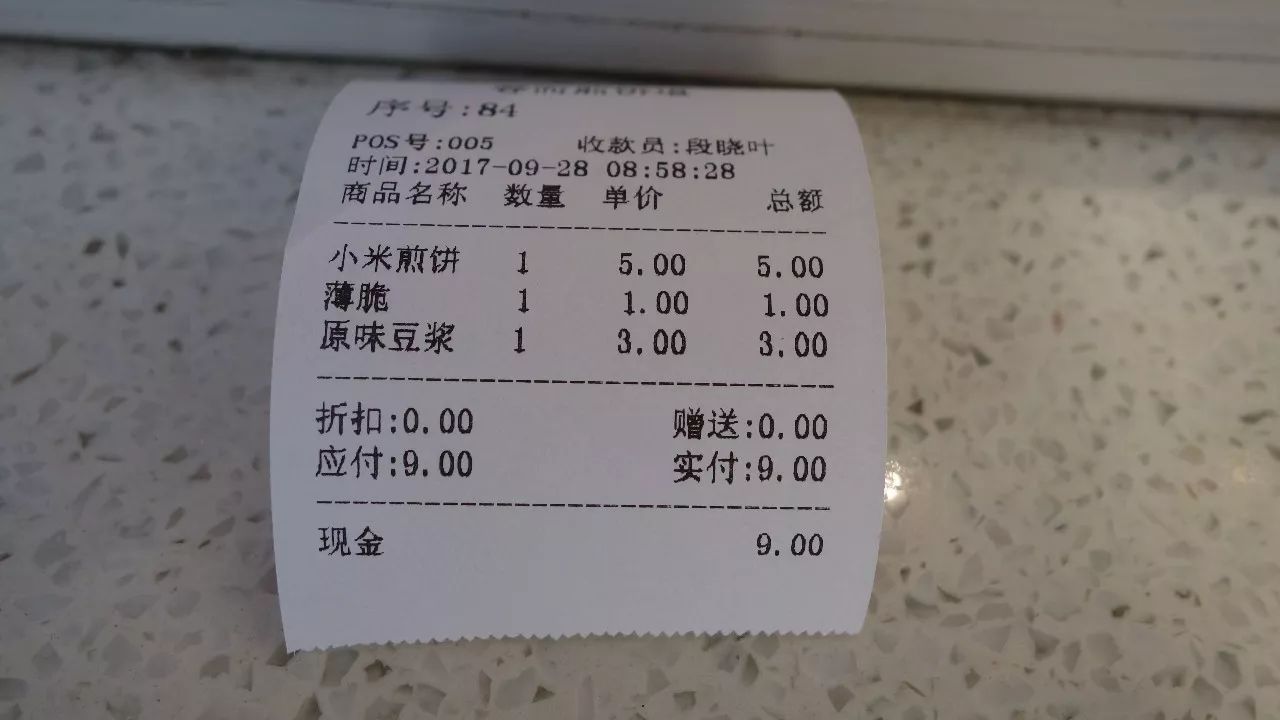 序号:84
POS号:005 收款员:段晓叶
时间:2017-09-28 08:58:28
商品名称 数量 单价 总额
小米煎饼 1 5.00 5.00
薄脆 1 1.00 1.00
原味豆浆 1 3.00 3.00
折扣:0.00 赠送:0.00
应付:9.00 实付:9.00
现金 9.00